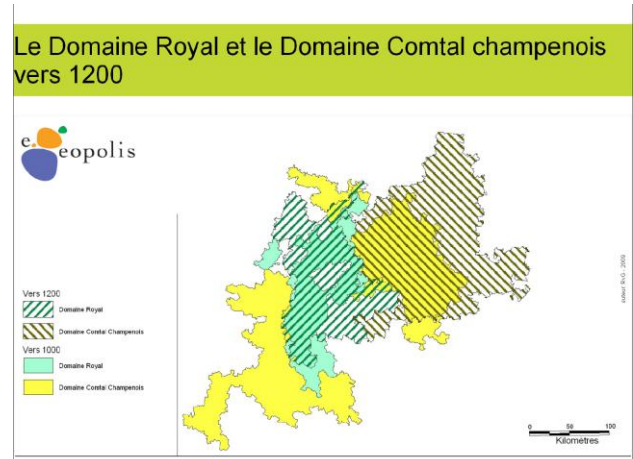 Le Domaine Royal et le Domaine Comtal champenois
vers 1200
e.
eopolis
Vers 1200
Domaine Royal
Domaine Comtal Champenois
Vers 1000
Domaine Royal
Domaine Comtal Champenois
0 50 100
Kilomètres